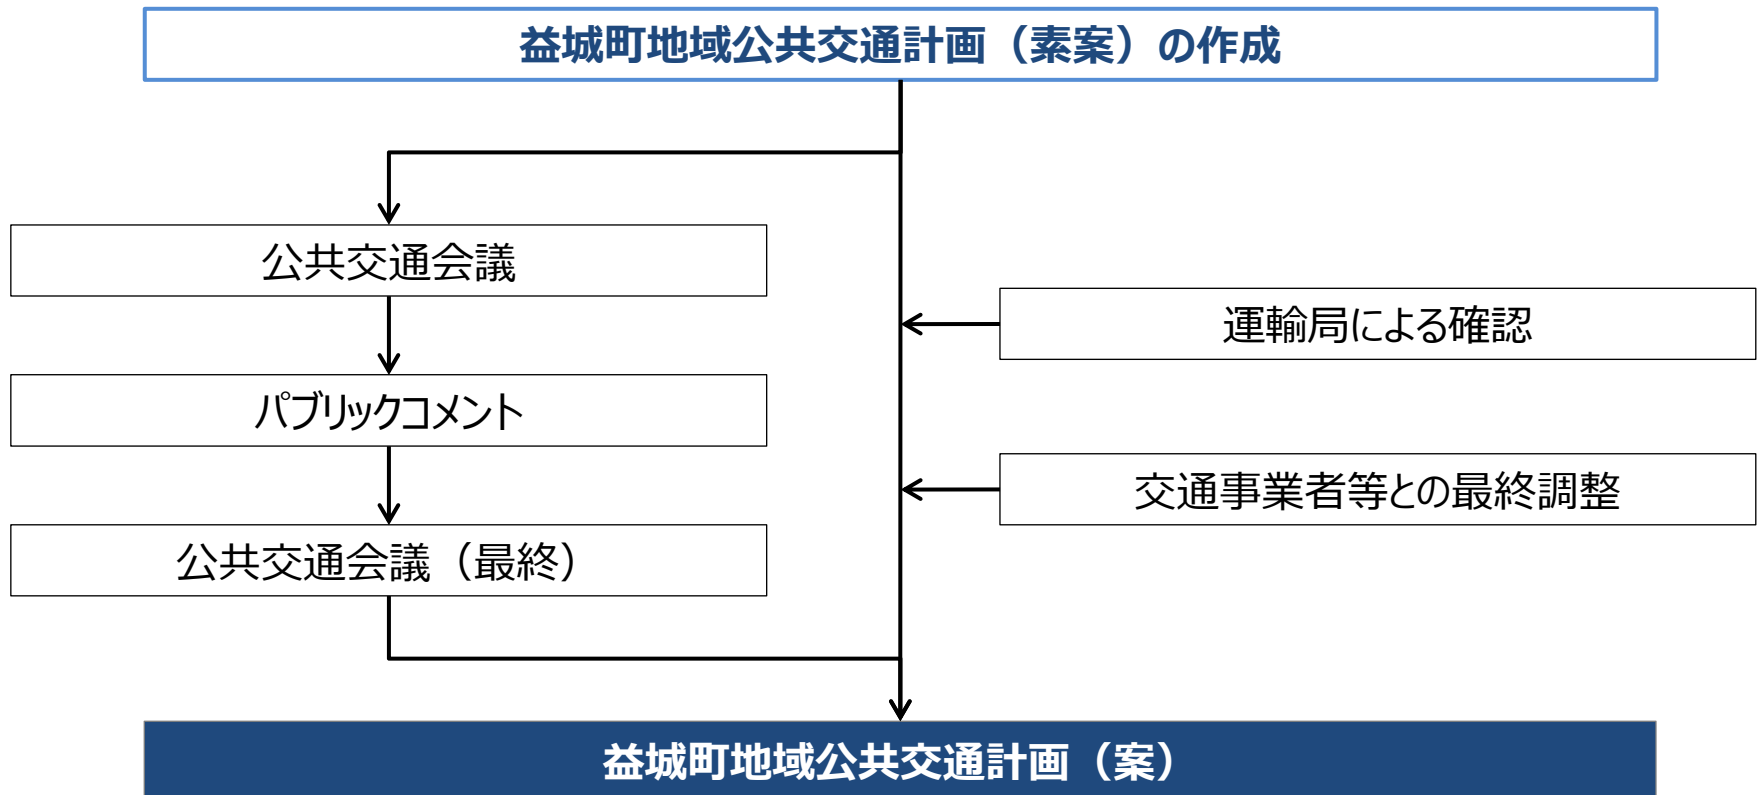 益城町地域公共交通計画（素案）の作成
公共交通会議
運輸局による確認
パブリックコメント
交通事業者等との最終調整
公共交通会議（最終）
益城町地域公共交通計画（案）